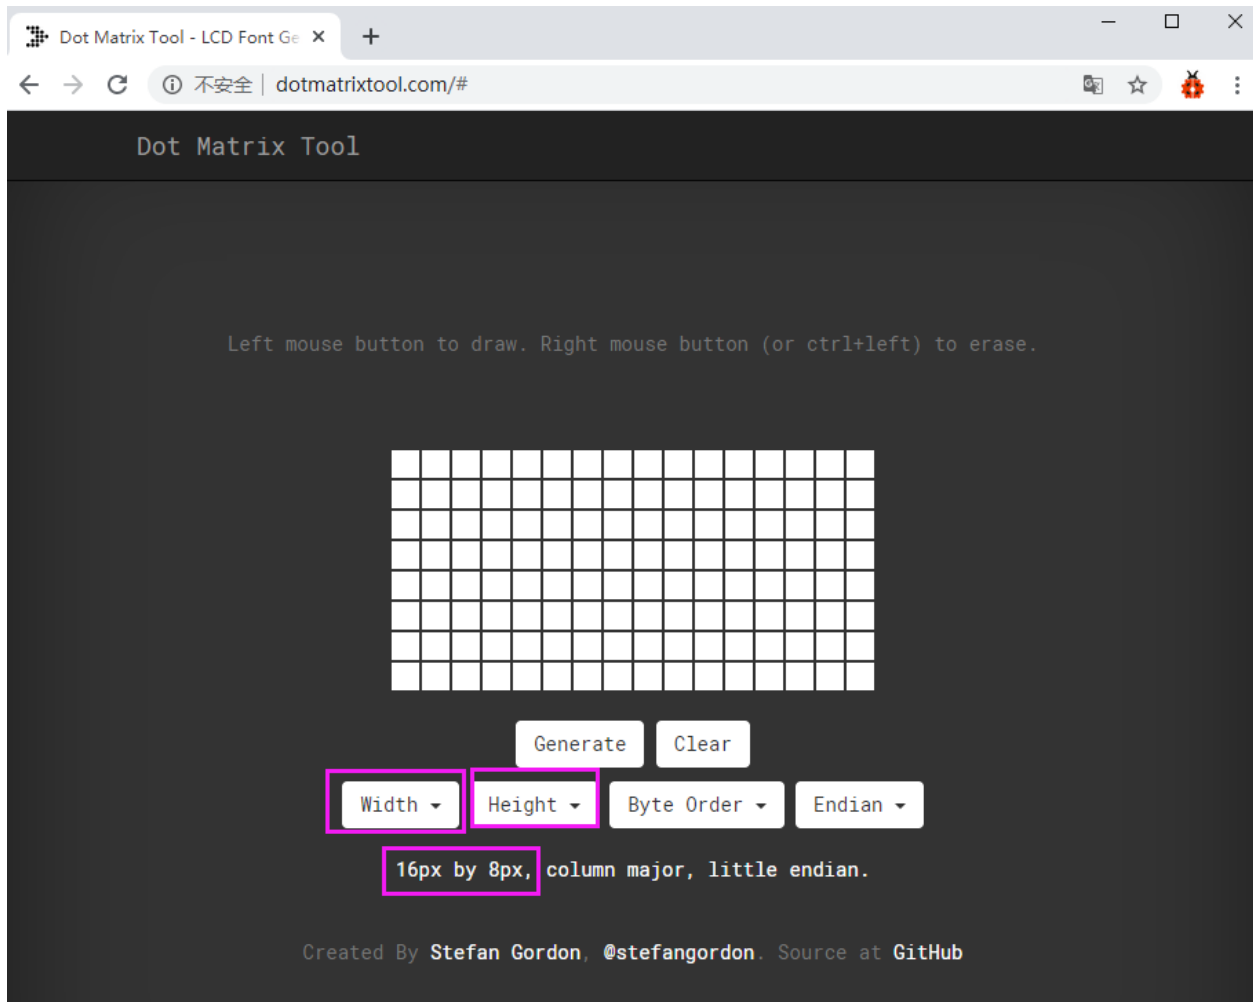 Dot Matrix Tool - LCD Font Ge
不安全 | dotmatrixtool.com/#
Dot Matrix Tool
Left mouse button to draw. Right mouse button (or ctrl+left) to erase.
Generate Clear
Width Height Byte Order Endian
16px by 8px, column major, little endian.
Created By Stefan Gordon, @stefangordon. Source at GitHub